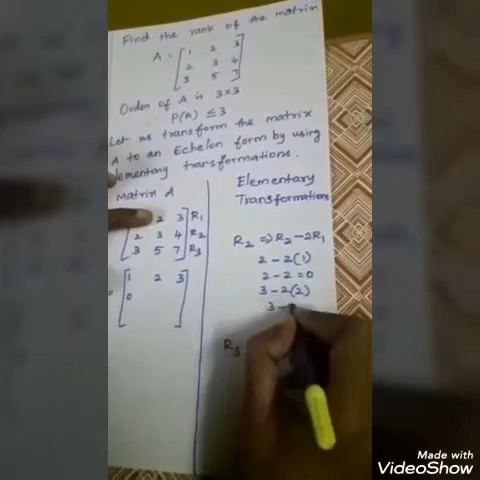 Find the rank of the matrix
A = [1 2 3
2 3 4
3 5 7]
Order of A is 3×3
P(A) ≤ 3
Let us transform the matrix
A to an Echelon form by using
elementary transformations.
Matrix A
2 3] R1
[2 3 4 R2
3 5 7] R3
= [1 2 3
0 ]
Elementary
Transformations
R2 ⇒ R2 - 2R1
2 - 2(1)
2 - 2 = 0
3 - 2(2)
3 -
R3
Made with
VideoShow